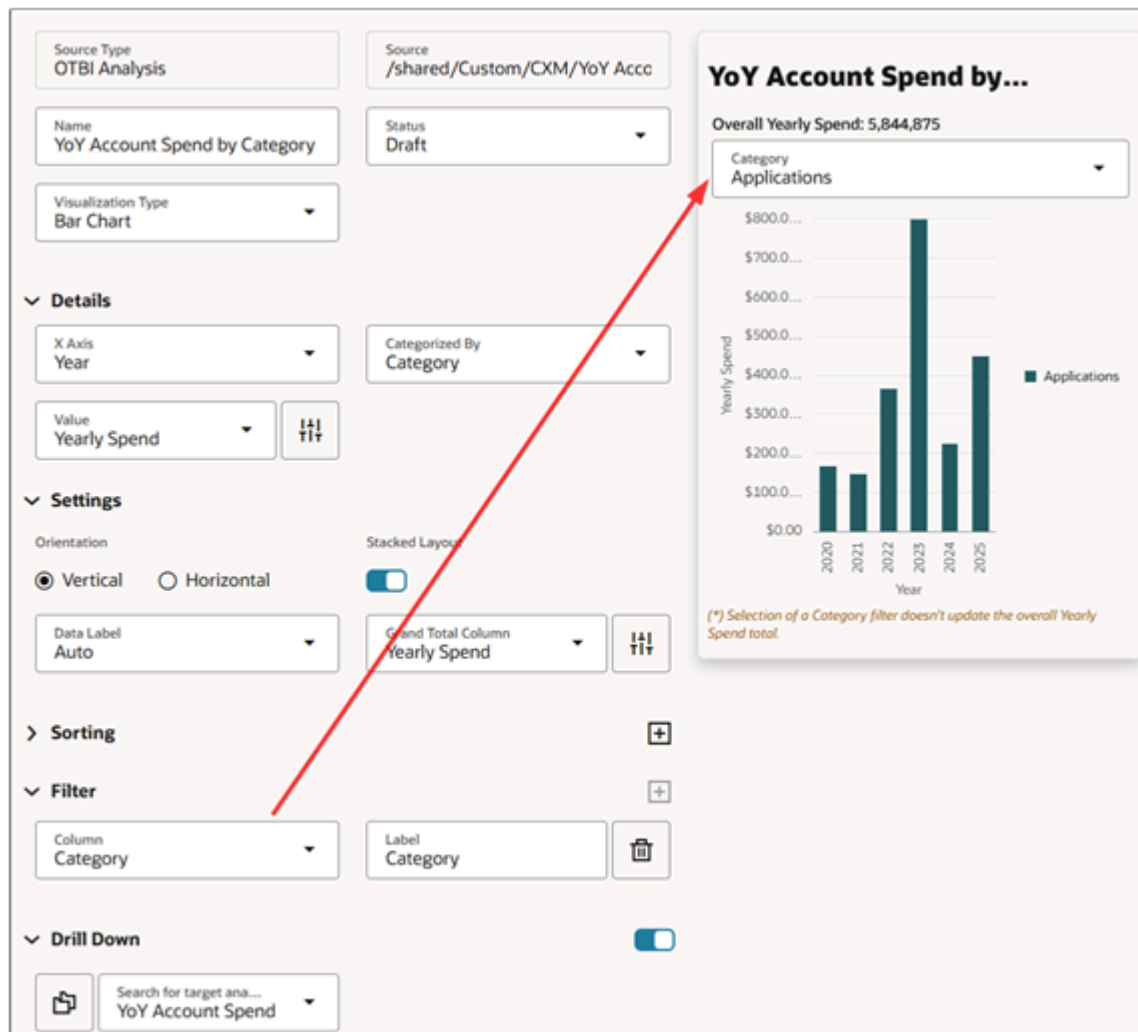 Source Type
OTBI Analysis
Source
/shared/Custom/CXM/YoY Acco
Name
YoY Account Spend by Category
Status
Draft
Visualization Type
Bar Chart
Details
X Axis
Year
Categorized By
Category
Value
Yearly Spend
Settings
Orientation
Vertical
Horizontal
Stacked Layout
Data Label
Auto
Grand Total Column
Yearly Spend
Sorting
Filter
Column
Category
Label
Category
Drill Down
Search for target ana....
YoY Account Spend
YoY Account Spend by...
Overall Yearly Spend: 5,844,875
Category
Applications
$800.0...
$700.0...
$600.0...
$500.0...
$400.0...
$300.0...
$200.0...
$100.0...
$0.00
Yearly Spend
2020
2021
2022
2023
2024
2025
Year
Applications
(*) Selection of a Category filter doesn't update the overall Yearly
Spend total.